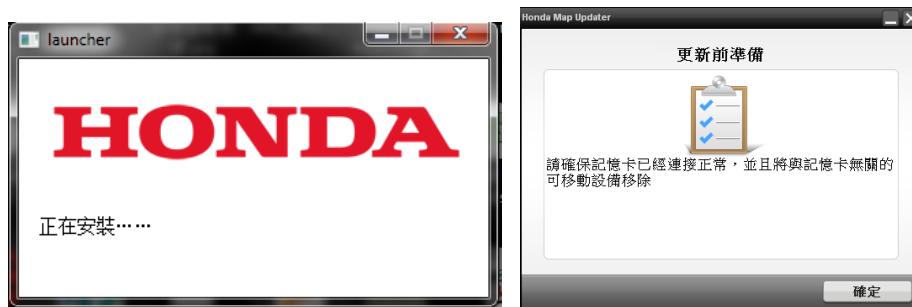 launcher
HONDA
正在安裝⋯⋯
Honda Map Updater
更新前準備
請確保記憶卡已經連接正常,並且將與記憶卡無關的
可移動設備移除
確定